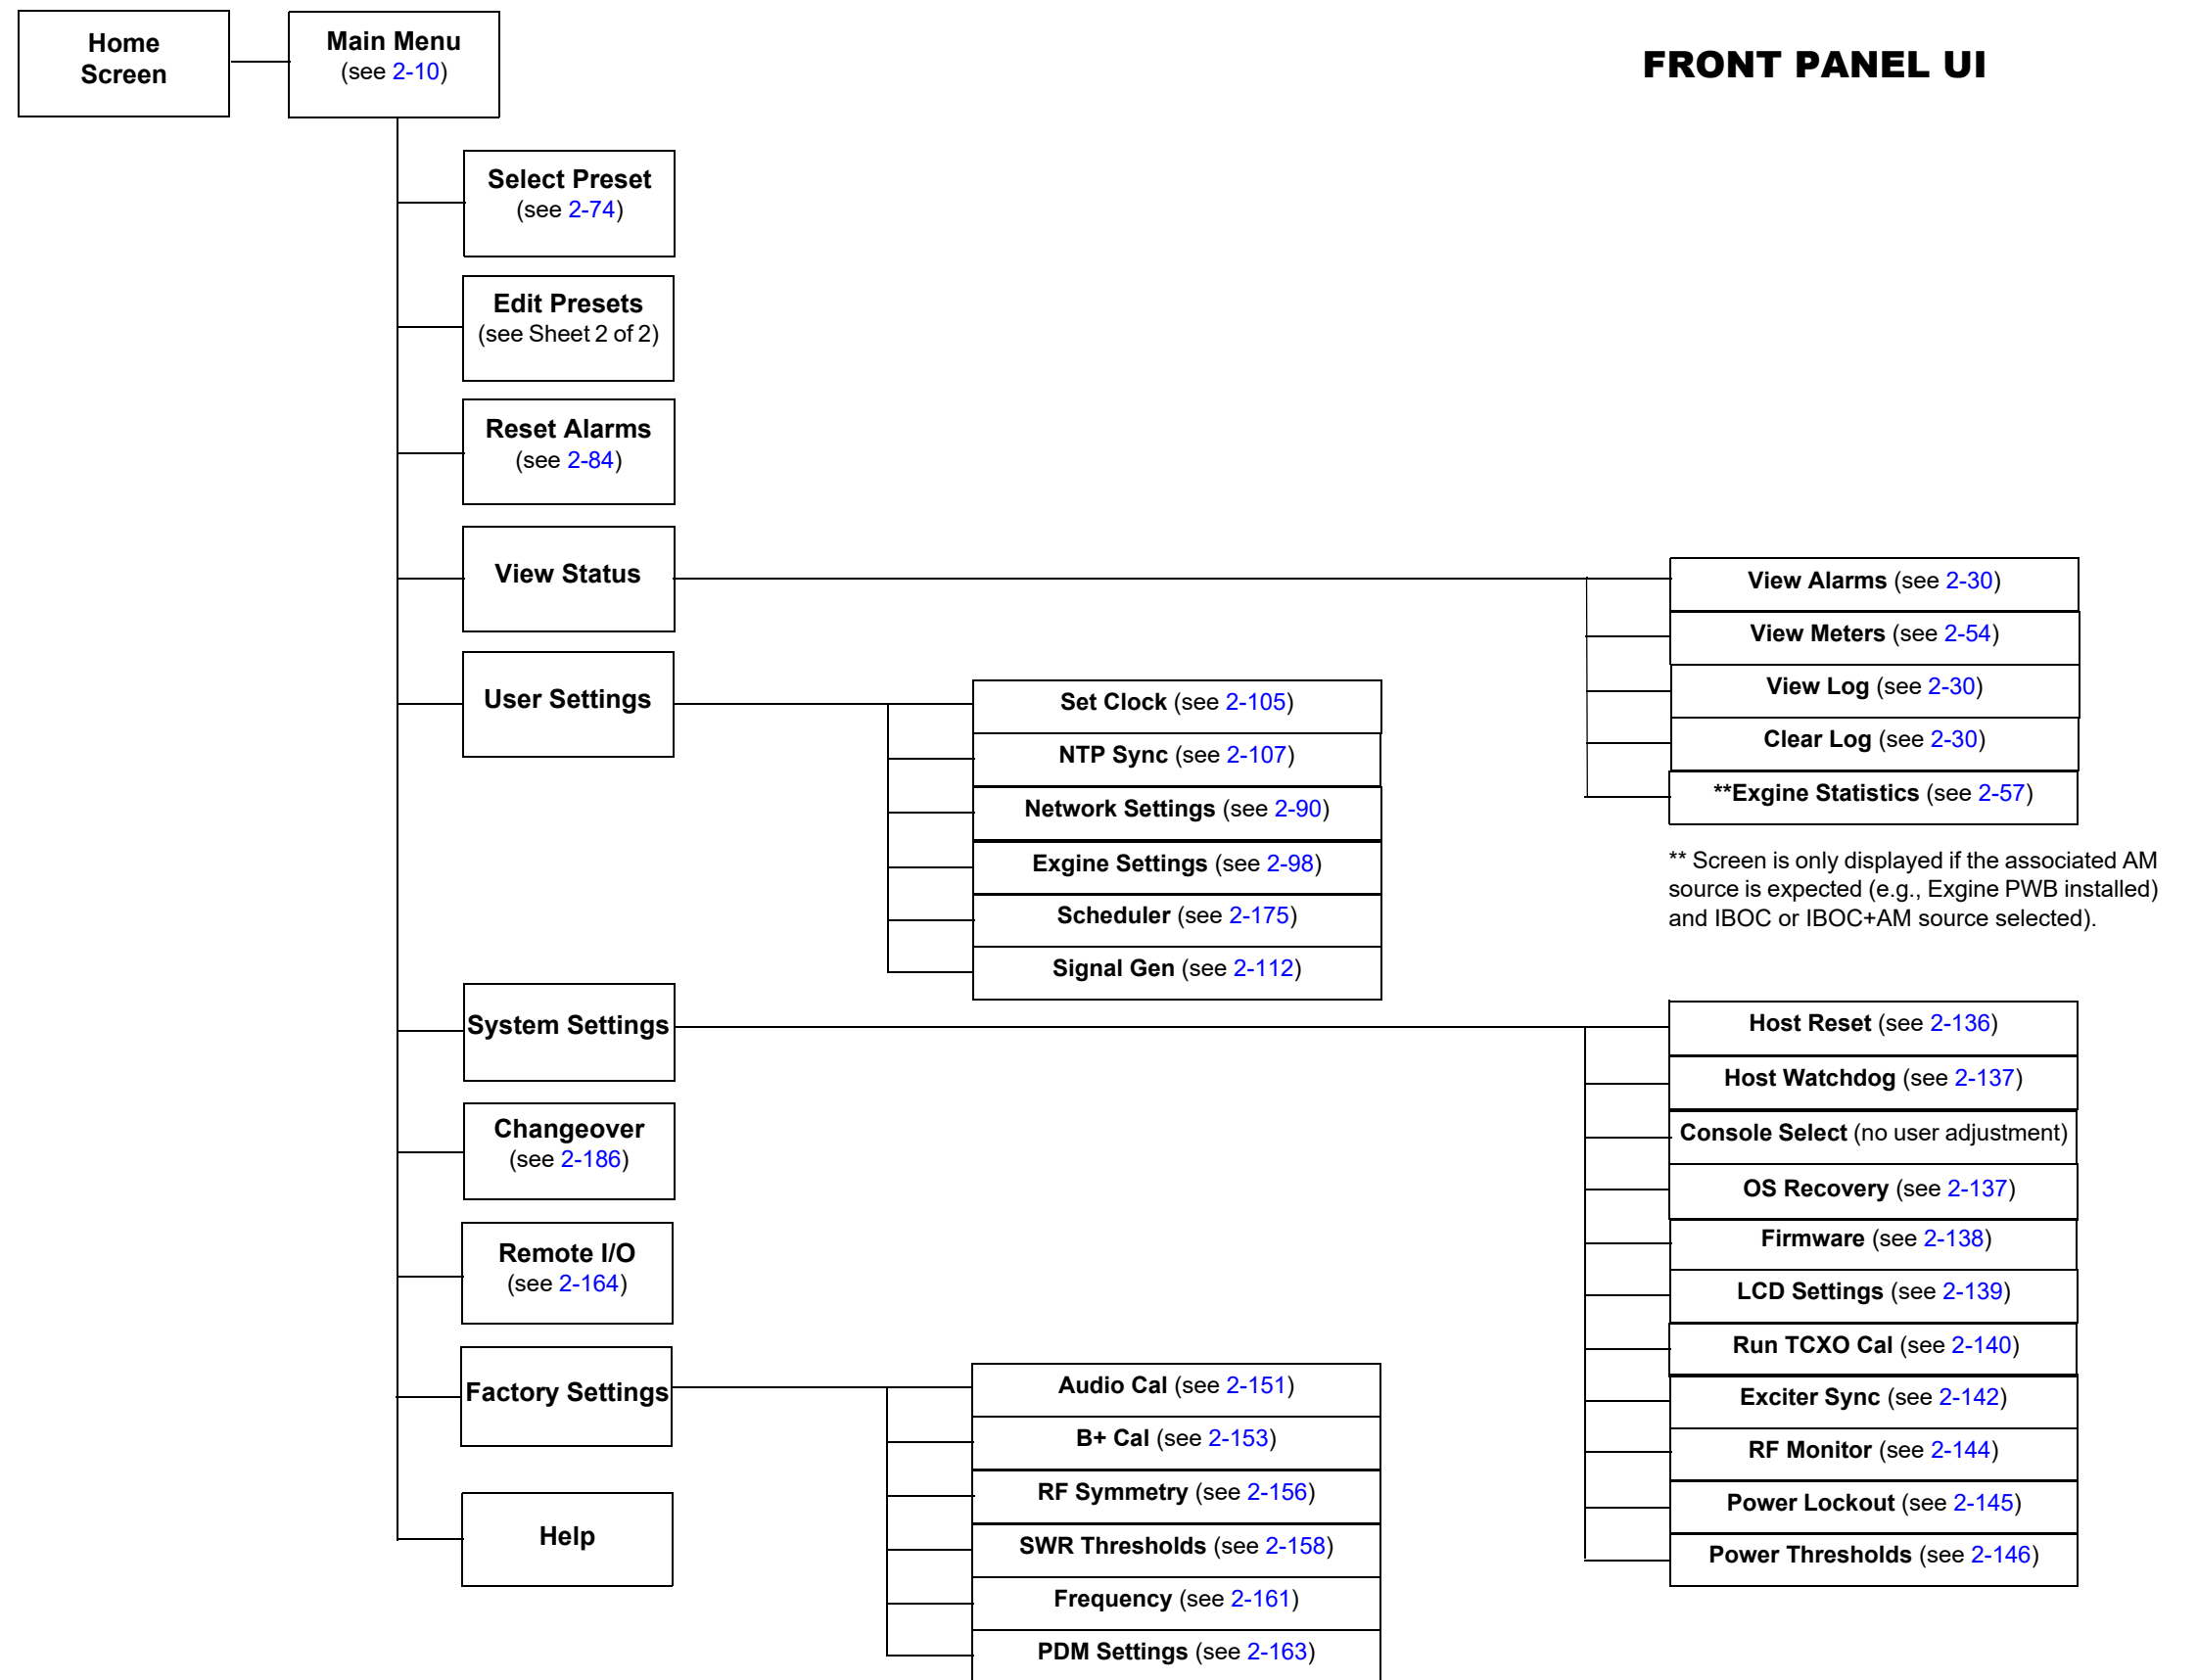 Home
Screen
Main Menu
(see 2-10)
FRONT PANEL UI
Select Preset
(see 2-74)
Edit Presets
(see Sheet 2 of 2)
Reset Alarms
(see 2-84)
View Status
View Alarms (see 2-30)
View Meters (see 2-54)
View Log (see 2-30)
Clear Log (see 2-30)
**Exgine Statistics (see 2-57)
** Screen is only displayed if the associated AM
source is expected (e.g., Exgine PWB installed)
and IBOC or IBOC+AM source selected).
User Settings
Set Clock (see 2-105)
NTP Sync (see 2-107)
Network Settings (see 2-90)
Exgine Settings (see 2-98)
Scheduler (see 2-175)
Signal Gen (see 2-112)
System Settings
Host Reset (see 2-136)
Host Watchdog (see 2-137)
Console Select (no user adjustment)
OS Recovery (see 2-137)
Firmware (see 2-138)
LCD Settings (see 2-139)
Run TCXO Cal (see 2-140)
Exciter Sync (see 2-142)
RF Monitor (see 2-144)
Power Lockout (see 2-145)
Power Thresholds (see 2-146)
Changeover
(see 2-186)
Remote I/O
(see 2-164)
Factory Settings
Audio Cal (see 2-151)
B+ Cal (see 2-153)
RF Symmetry (see 2-156)
SWR Thresholds (see 2-158)
Frequency (see 2-161)
PDM Settings (see 2-163)
Help